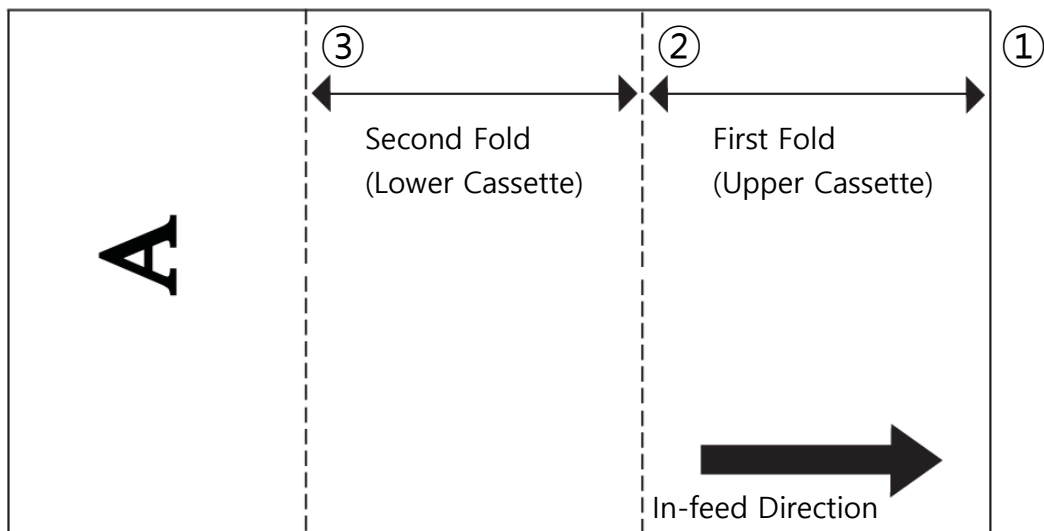 ③
②
①
Second Fold
(Lower Cassette)
First Fold
(Upper Cassette)
A
In-feed Direction